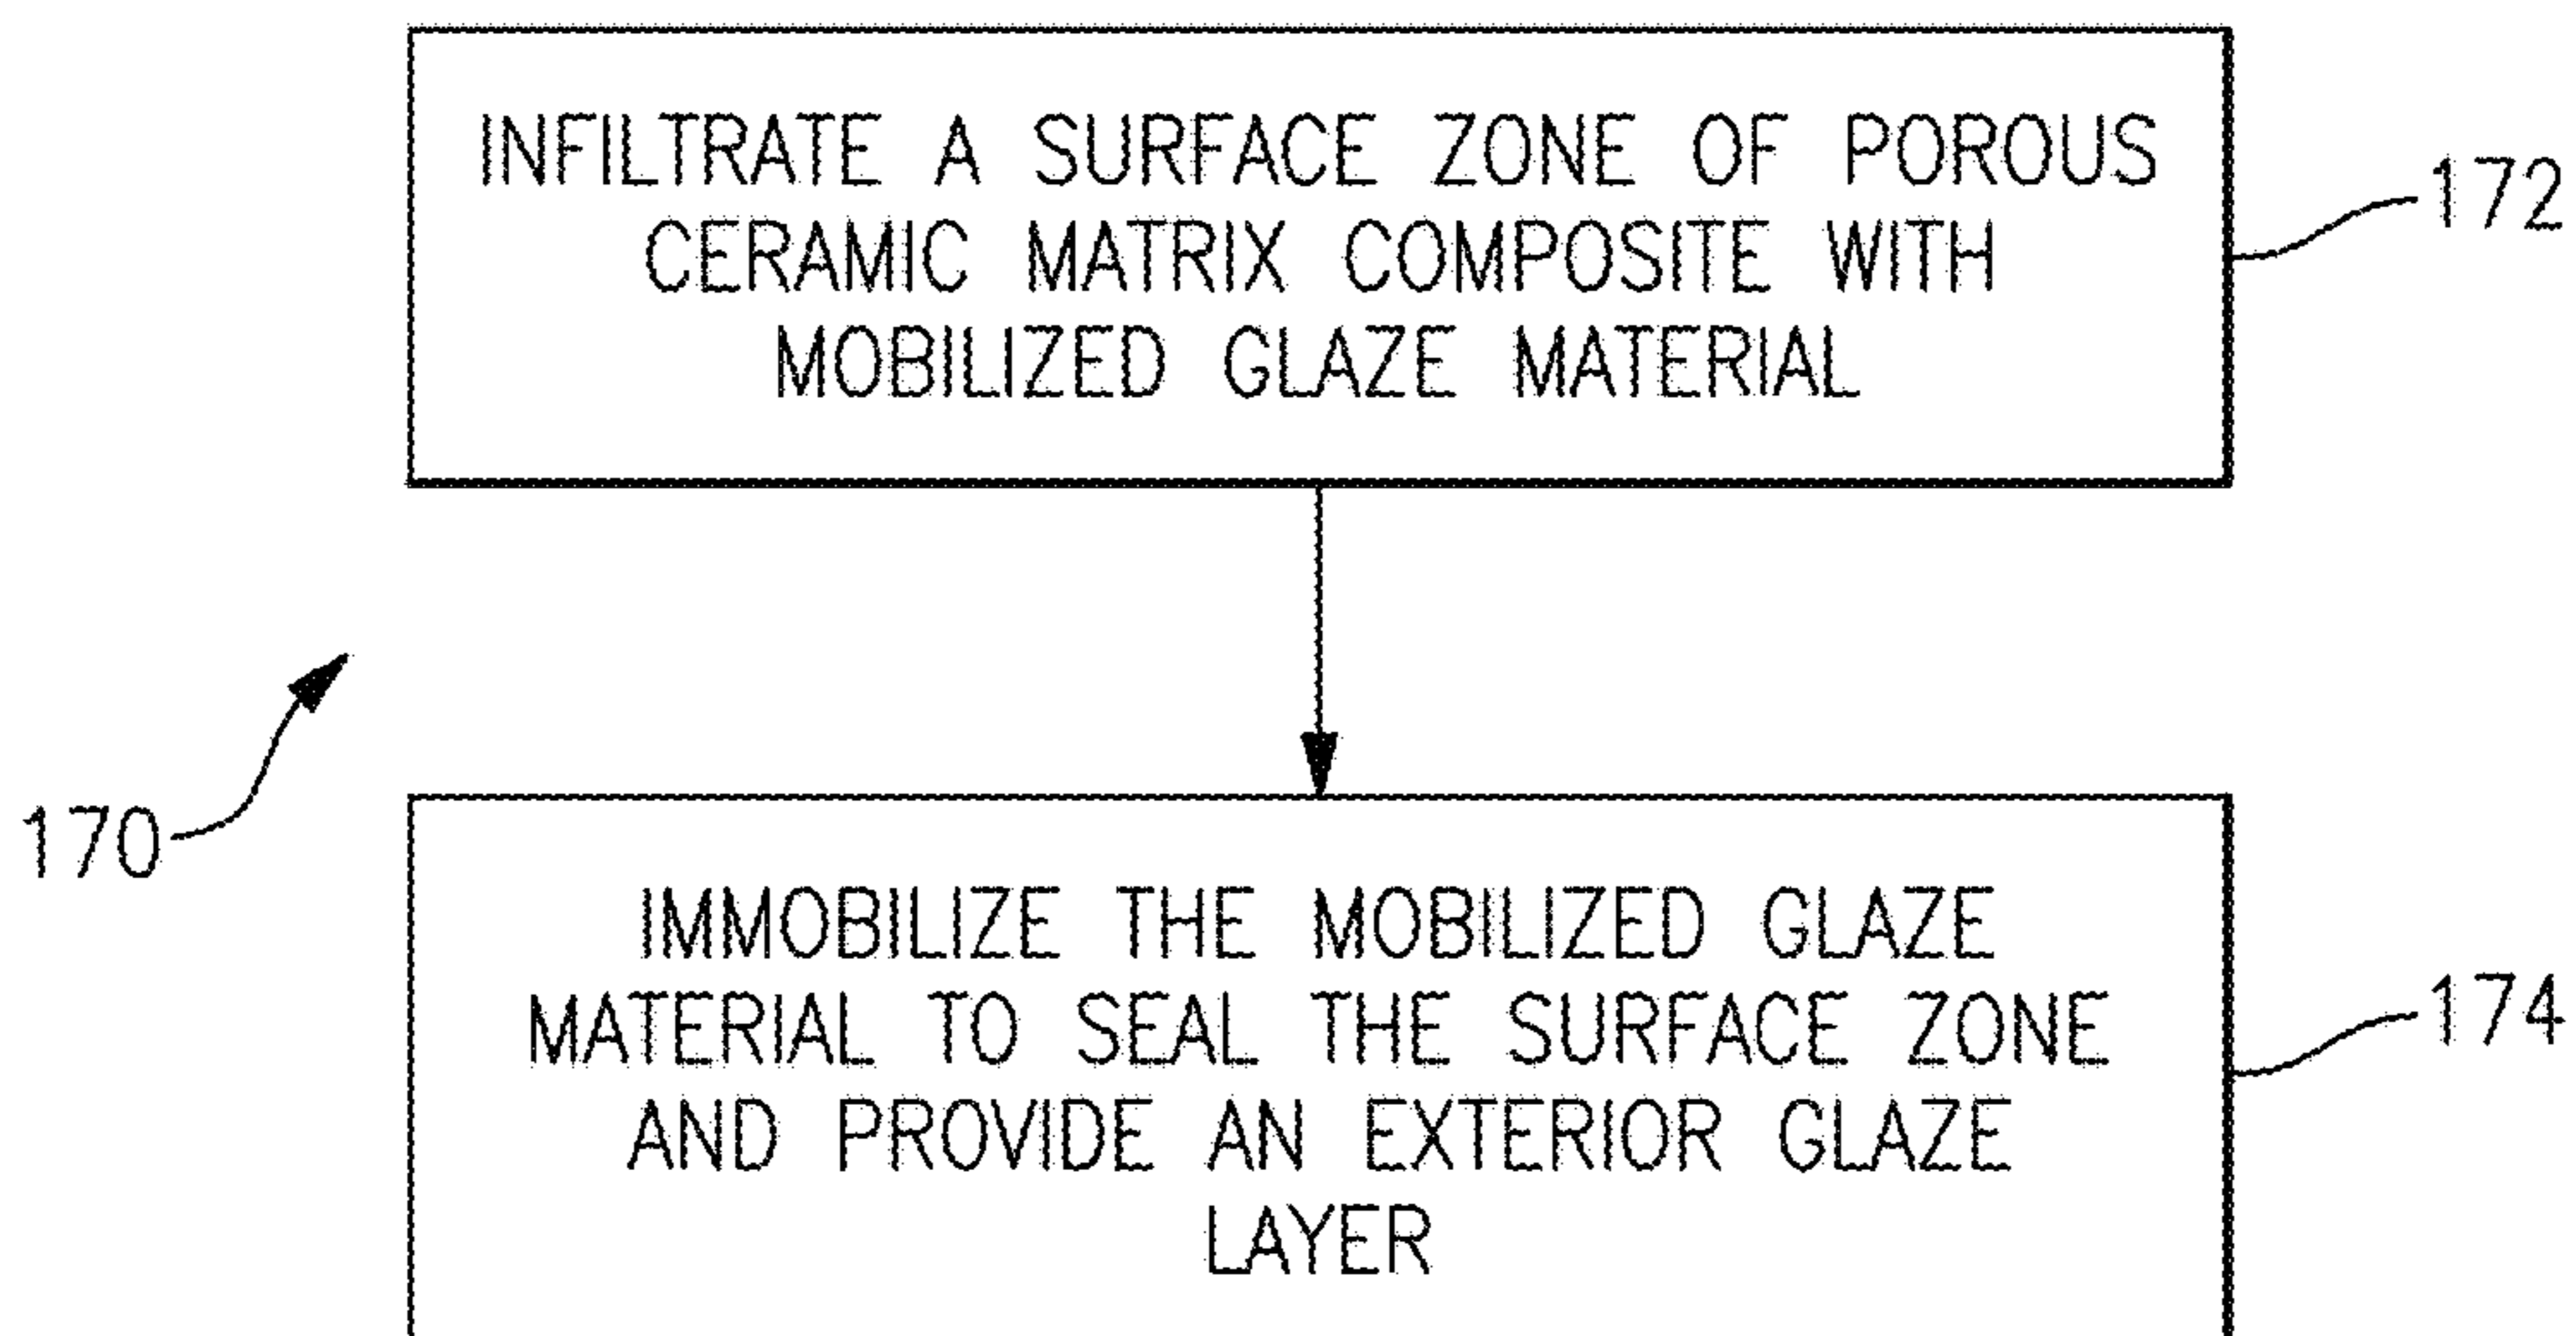 INFILTRATE A SURFACE ZONE OF POROUS
CERAMIC MATRIX COMPOSITE WITH
MOBILIZED GLAZE MATERIAL
172
170
IMMOBILIZE THE MOBILIZED GLAZE
MATERIAL TO SEAL THE SURFACE ZONE
AND PROVIDE AN EXTERIOR GLAZE
LAYER
174